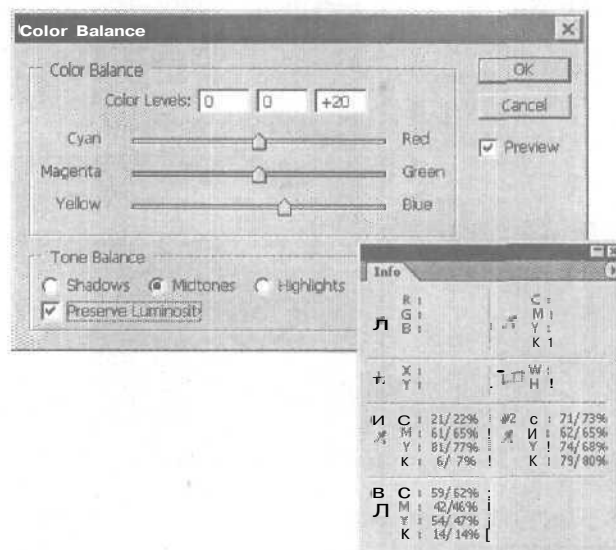 Color Balance
Color Balance
Color Levels: 0 0 +20
Cyan Red
Magenta Green
Yellow Blue
Tone Balance
Shadows Midtones Highlights
Preserve Luminosit
OK
Cancel
Preview
Info
R :
G :
B :
C :
M :
Y :
K 1
X :
Y :
W :
H !
И С : 21/22%
M : 61/65% !
Y : 81/77%
К : 6/ 7% !
#2 с : 71/73%
И : 62/65%
Y ! 74/68%
K : 79/80%
В С : 59/62% :
Л M : 42/46% i
Y : 54/47% j
К : 14/14% [